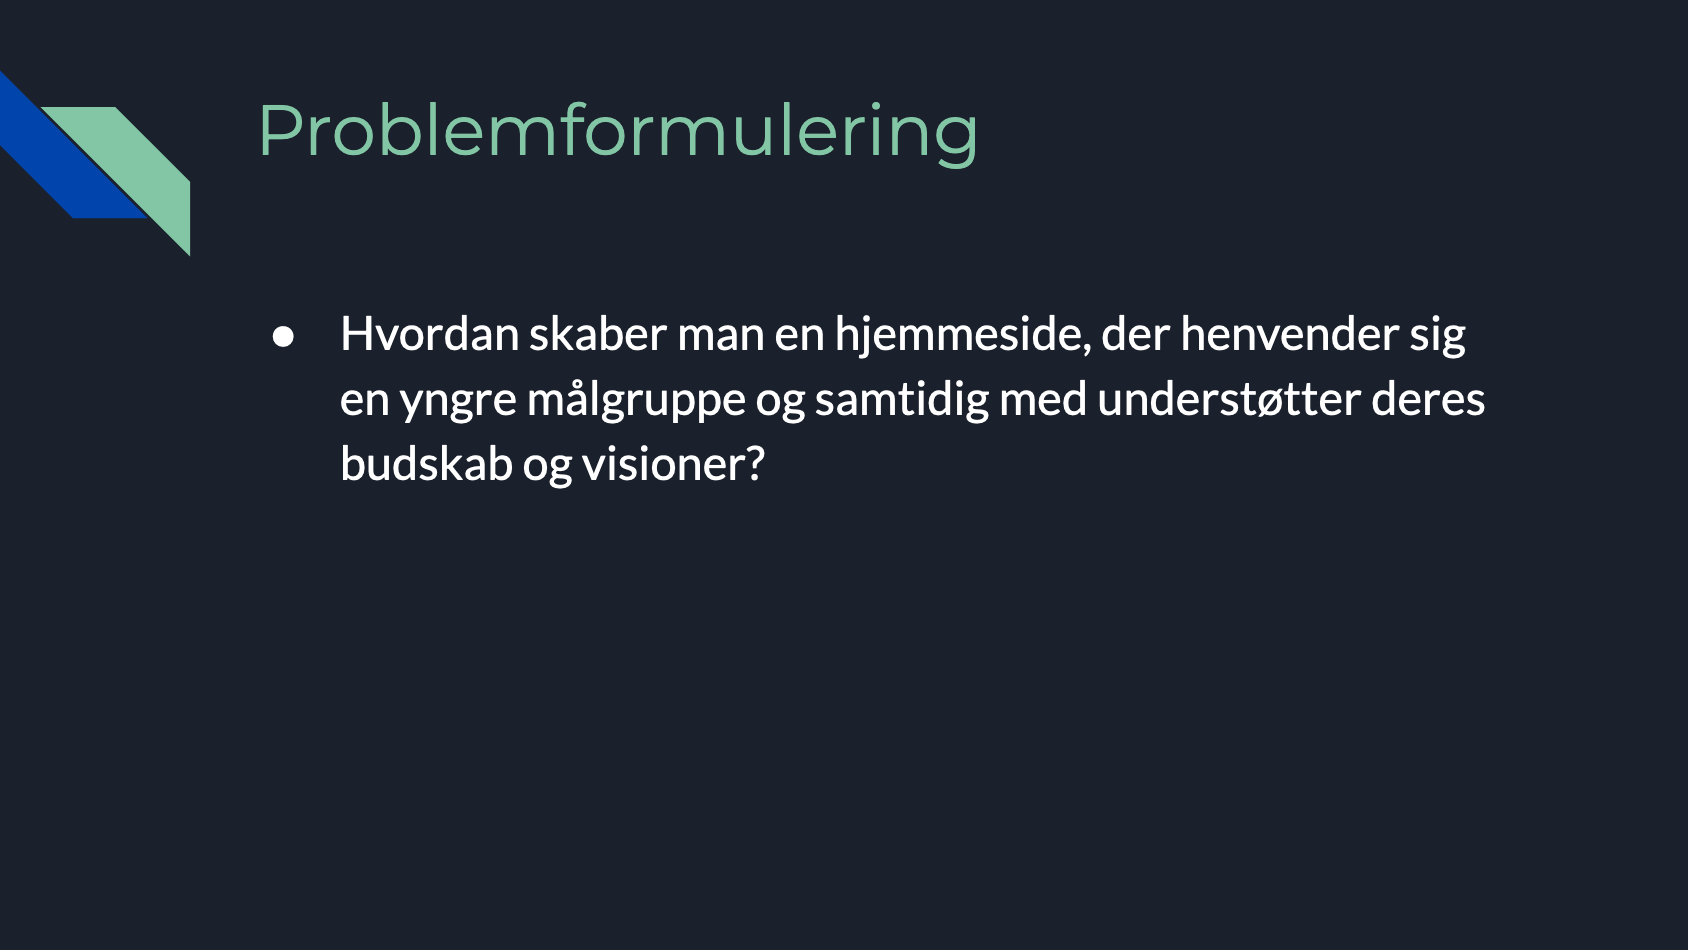 Problemformulering
● Hvordan skaber man en hjemmeside, der henvender sig
en yngre målgruppe og samtidig med understøtter deres
budskab og visioner?